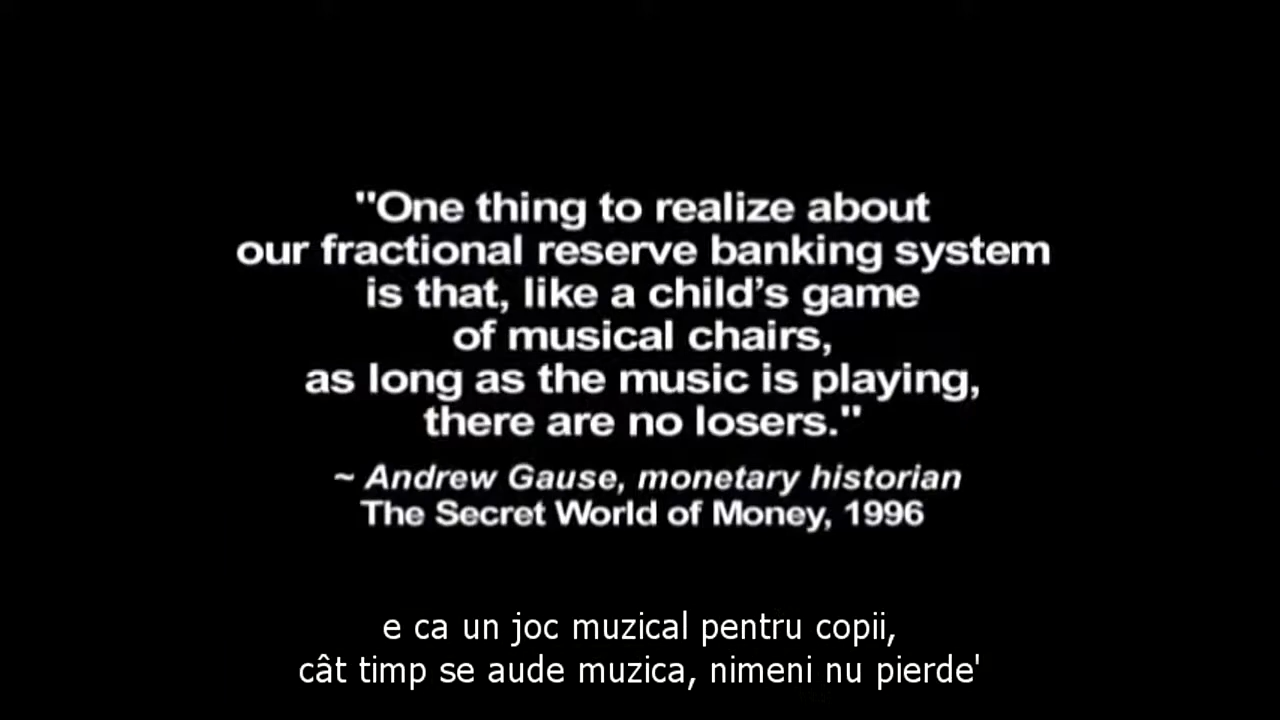 "One thing to realize about
our fractional reserve banking system
is that, like a child’s game
of musical chairs,
as long as the music is playing,
there are no losers."
~ Andrew Gause, monetary historian
The Secret World of Money, 1996
e ca un joc muzical pentru copii,
cât timp se aude muzica, nimeni nu pierde'